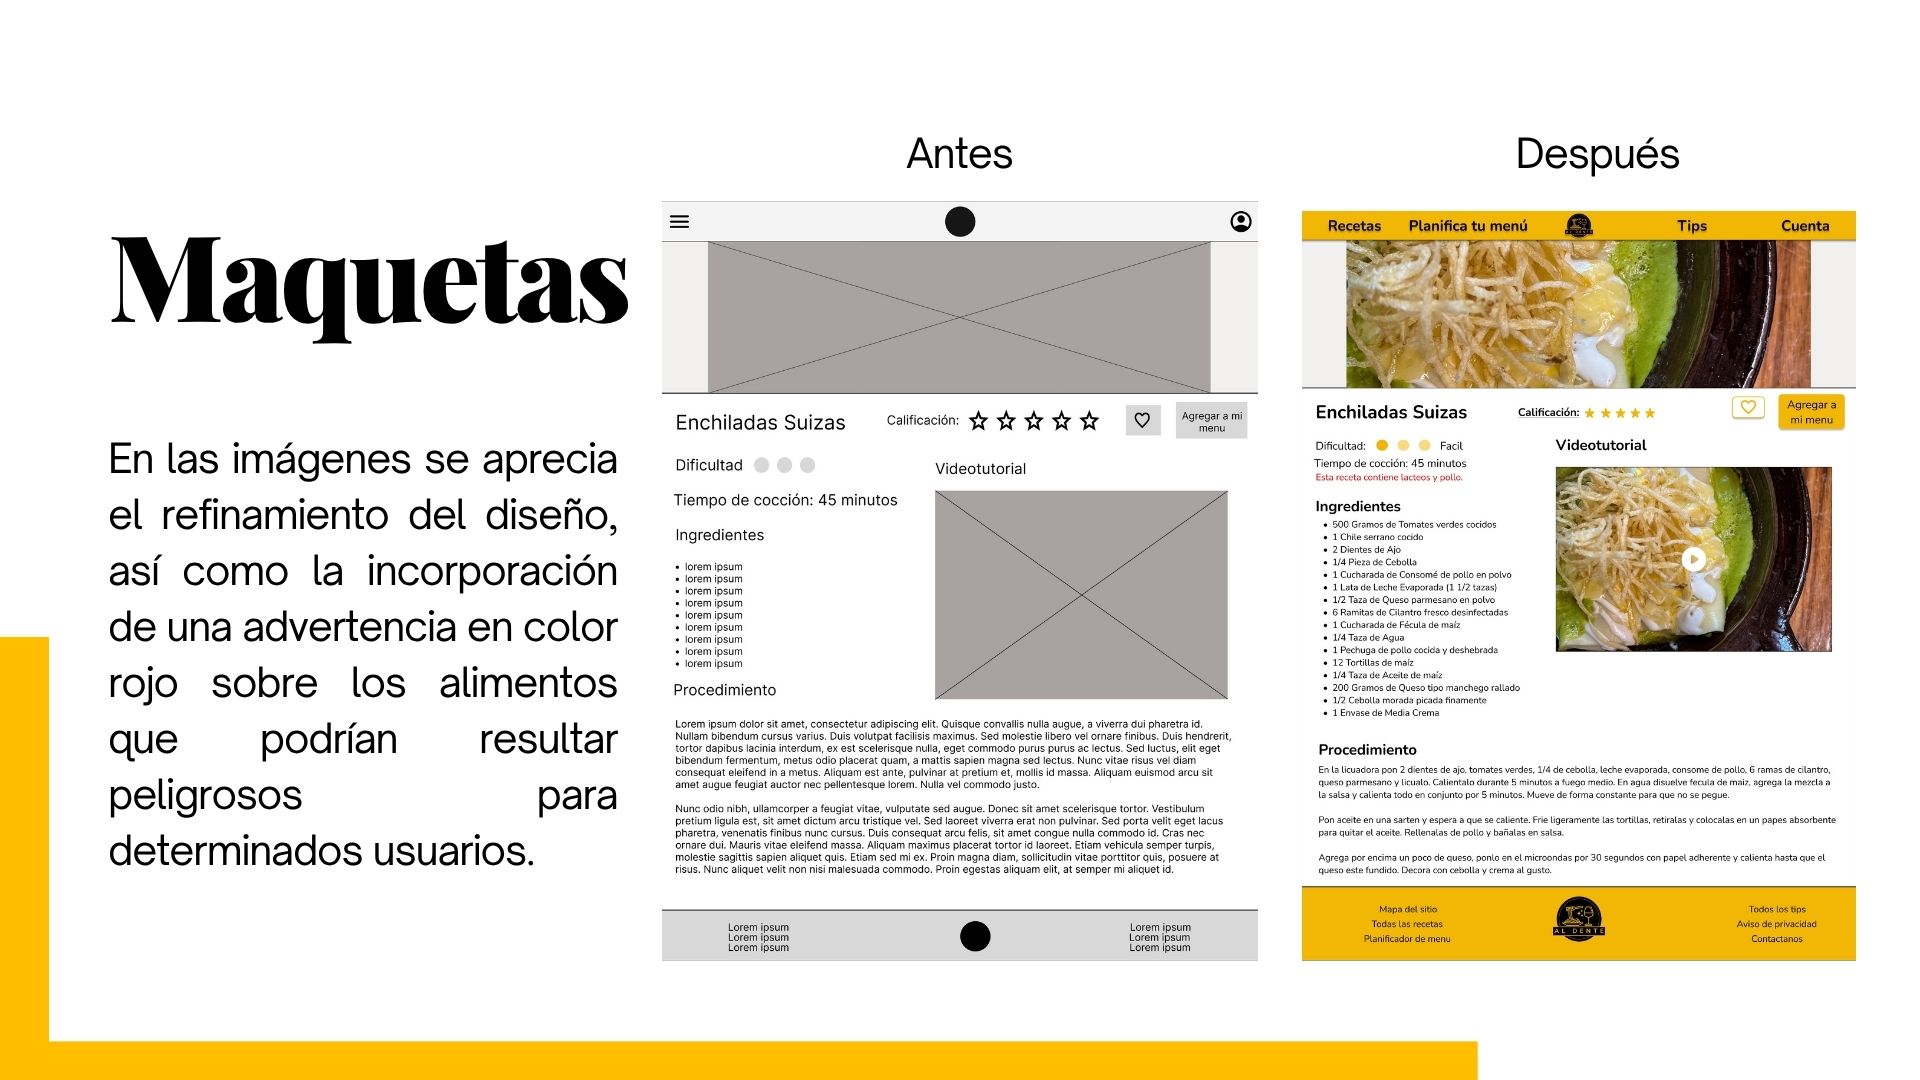 Maquetas
En las imágenes se aprecia
el refinamiento del diseño,
así como la incorporación
de una advertencia en color
rojo sobre los alimentos
que podrían resultar
peligrosos para
determinados usuarios.
Antes
Enchiladas Suizas
Calificación:
Agregar a mi
menu
Dificultad
Tiempo de cocción: 45 minutos
Ingredientes
• lorem ipsum
• lorem ipsum
• lorem ipsum
• lorem ipsum
• lorem ipsum
• lorem ipsum
• lorem ipsum
• lorem ipsum
• lorem ipsum
Videotutorial
Procedimiento
Lorem ipsum dolor sit amet, consectetur adipiscing elit. Quisque convallis nulla augue, a viverra dui pharetra id.
Nullam bibendum cursus varius. Duis volutpat facilisis maximus. Sed molestie libero vel ornare finibus. Duis hendrerit,
tortor dapibus lacinia interdum, ex est scelerisque nulla, eget commodo purus purus ac lectus. Sed luctus, elit eget
bibendum fermentum, metus odio placerat quam, a mattis sapien magna sed lectus. Nunc vitae risus vel diam
consequat eleifend in a metus. Aliquam est ante, pulvinar at pretium et, mollis id massa. Aliquam euismod arcu sit
amet augue feugiat auctor nec pellentesque lorem. Nulla vel commodo justo.
Nunc odio nibh, ullamcorper a feugiat vitae, vulputate sed augue. Donec sit amet scelerisque tortor. Vestibulum
pretium ligula est, sit amet dictum arcu tristique vel. Sed laoreet viverra erat non pulvinar. Sed porta velit eget lacus
pharetra, venenatis finibus nunc cursus. Duis consequat arcu felis, sit amet congue nulla commodo id. Cras nec
ornare dui. Mauris vitae eleifend massa. Aliquam maximus placerat tortor id laoreet. Etiam vehicula semper turpis,
molestie sagittis sapien aliquet quis. Etiam sed mi ex. Proin magna diam, sollicitudin vitae porttitor quis, posuere at
risus. Nunc aliquet velit non nisi malesuada commodo. Proin egestas aliquam elit, at semper mi aliquet id.
Lorem ipsum
Lorem ipsum
Lorem ipsum
Lorem ipsum
Lorem ipsum
Lorem ipsum
Después
Recetas Planifica tu menú Tips Cuenta
Enchiladas Suizas
Calificación:
Agregar a
mi menu
Dificultad: Facil
Tiempo de cocción: 45 minutos
Esta receta contiene lacteos y pollo.
Videotutorial
Ingredientes
• 500 Gramos de Tomates verdes cocidos
• 1 Chile serrano cocido
• 2 Dientes de Ajo
• 1/4 Pieza de Cebolla
• 1 Cucharada de Consomé de pollo en polvo
• 1 Lata de Leche Evaporada (1 1/2 tazas)
• 1/2 Taza de Queso parmesano en polvo
• 6 Ramitas de Cilantro fresco desinfectadas
• 1 Cucharada de Fécula de maíz
• 1/4 Taza de Agua
• 1 Pechuga de pollo cocida y deshebrada
• 12 Tortillas de maíz
• 1/4 Taza de Aceite de maíz
• 200 Gramos de Queso tipo manchego rallado
• 1/2 Cebolla morada picada finamente
• 1 Envase de Media Crema
Procedimiento
En la licuadora pon 2 dientes de ajo, tomates verdes, 1/4 de cebolla, leche evaporada, consome de pollo, 6 ramas de cilantro,
queso parmesano y licualo. Calientalo durante 5 minutos a fuego medio. En agua disuelve fecula de maiz, agrega la mezcla a
la salsa y calienta todo en conjunto por 5 minutos. Mueve de forma constante para que no se pegue.
Pon aceite en una sarten y espera a que se caliente. Frie ligeramente las tortillas, retiralas y colocalas en un papes absorbente
para quitar el aceite. Rellenalas de pollo y bañalas en salsa.
Agrega por encima un poco de queso, ponlo en el microondas por 30 segundos con papel adherente y calienta hasta que el
queso este fundido. Decora con cebolla y crema al gusto.
Mapa del sitio
Todas las recetas
Planificador de menu
AL DENTE
Todos los tips
Aviso de privacidad
Contactanos